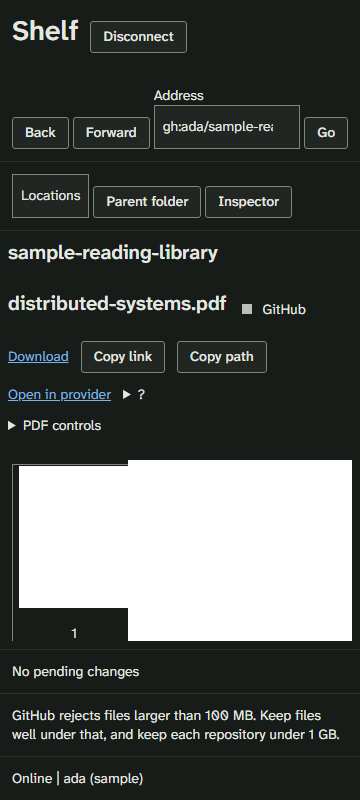 Shelf Disconnect
Address
Back Forward gh:ada/sample-rea Go
Locations Parent folder Inspector
sample-reading-library
distributed-systems.pdf GitHub
Download Copy link Copy path
Open in provider ?
PDF controls
1
No pending changes
GitHub rejects files larger than 100 MB. Keep files
well under that, and keep each repository under 1 GB.
Online | ada (sample)